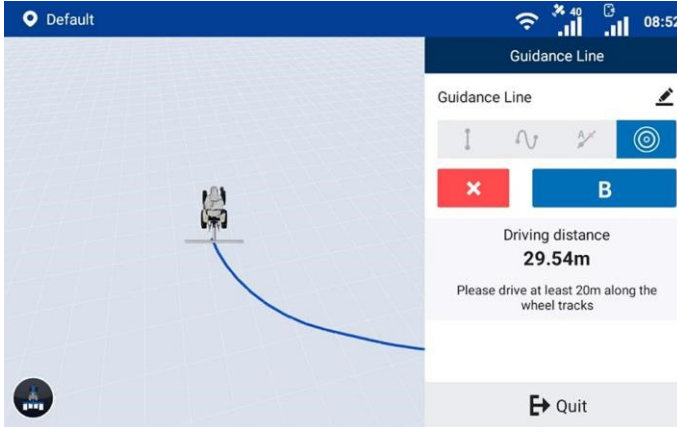 Default
40
08:52
Guidance Line
Guidance Line
A
B
Driving distance
29.54m
Please drive at least 20m along the
wheel tracks
Quit